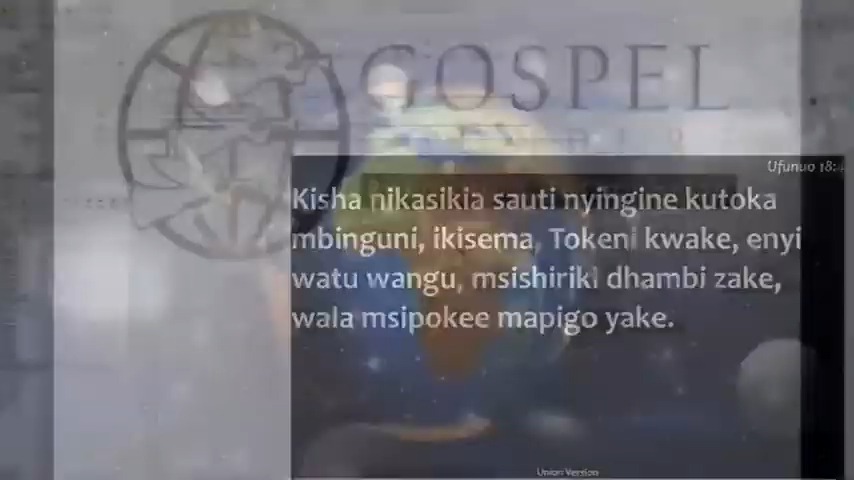 GOSPEL
Ufunuo 18:4
Kisha nikasikia sauti nyingine kutoka
mbinguni, ikisema, Tokeni kwake, enyi
watu wangu, msishiriki dhambi zake,
wala msipokee mapigo yake.
Union Version